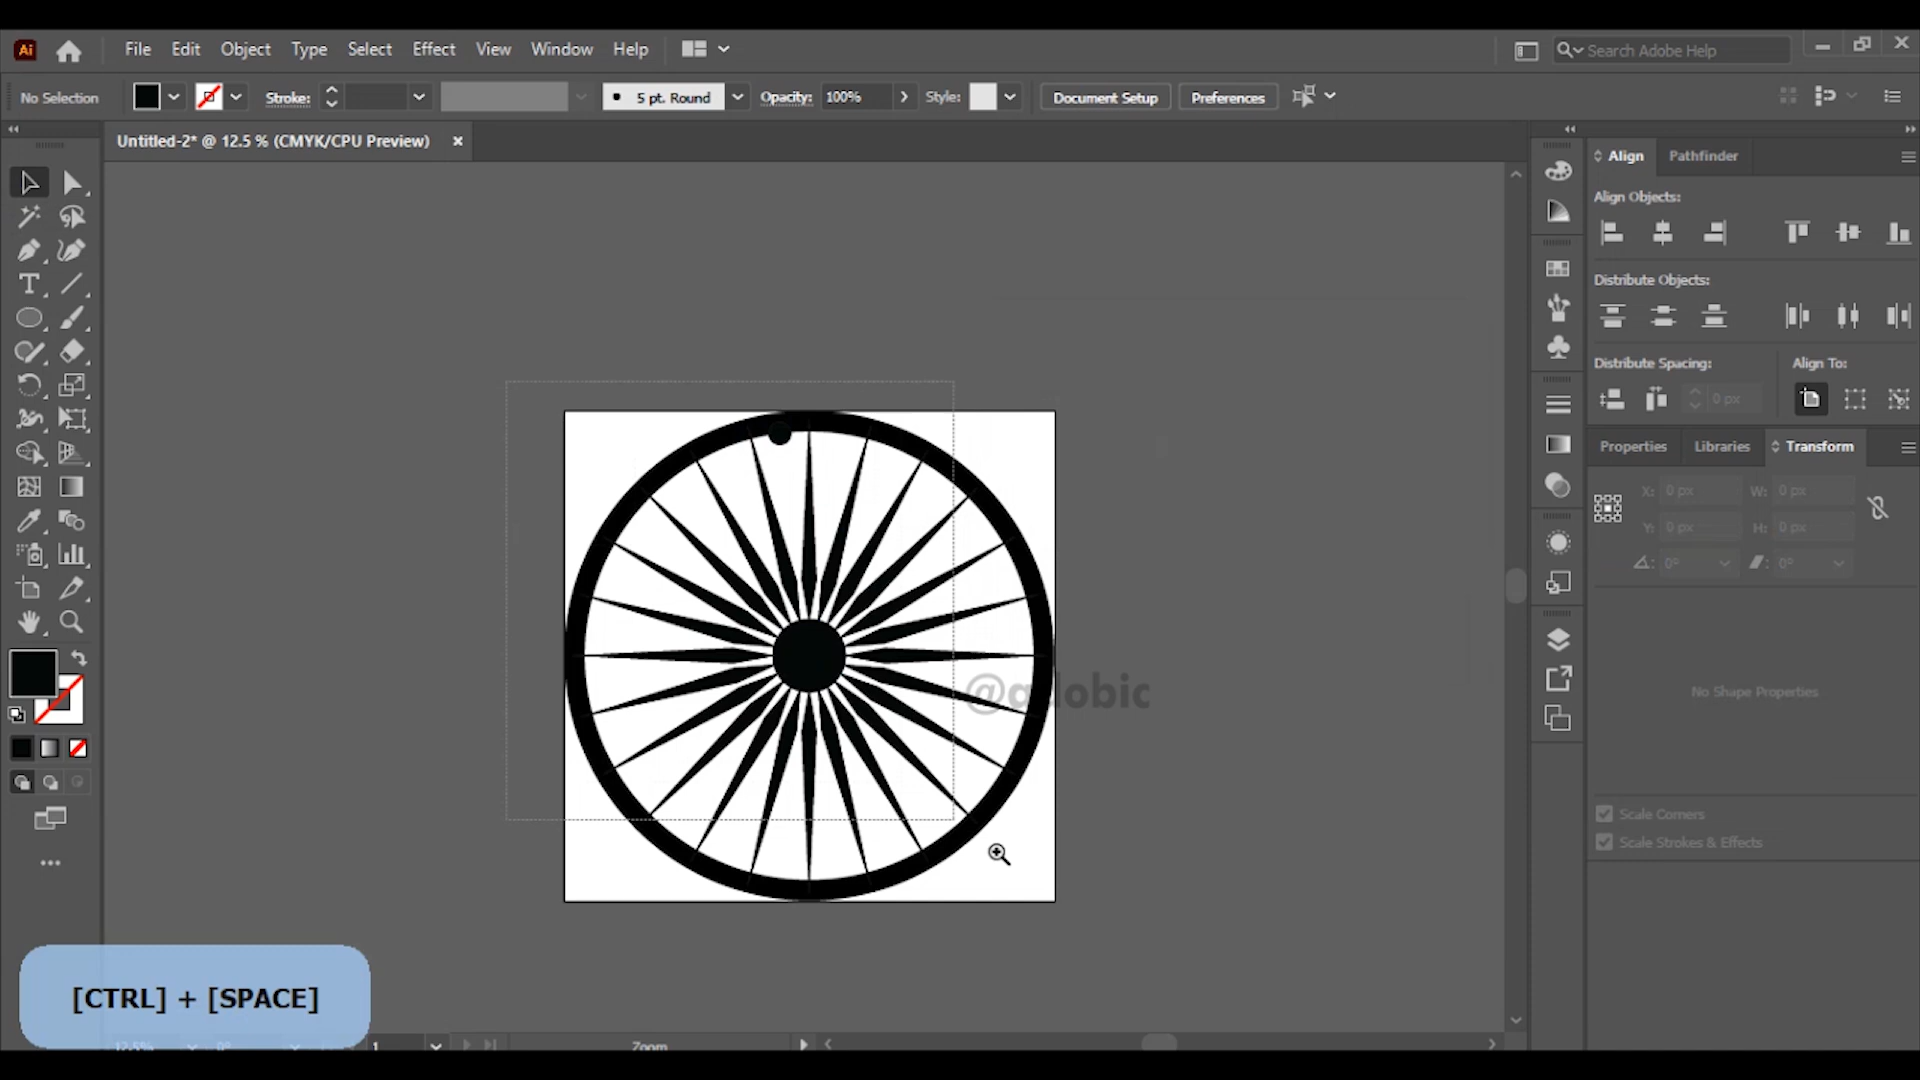 Ai File Edit Object Type Select Effect View Window Help Search Adobe Help
No Selection Stroke: 5 pt. Round Opacity: 100% Style: Document Setup Preferences
Untitled-2* @ 12.5 % (CMYK/CPU Preview) ×
Align Pathfinder
Align Objects:
Distribute Objects:
Distribute Spacing: Align To:
0 px
Properties Libraries Transform
X: 0 px W: 0 px
Y: 0 px H: 0 px
0° 0°
No Shape Properties
@adobic
Scale Corners
Scale Strokes & Effects
[CTRL] + [SPACE]
12.5% 0° 1 Zoom